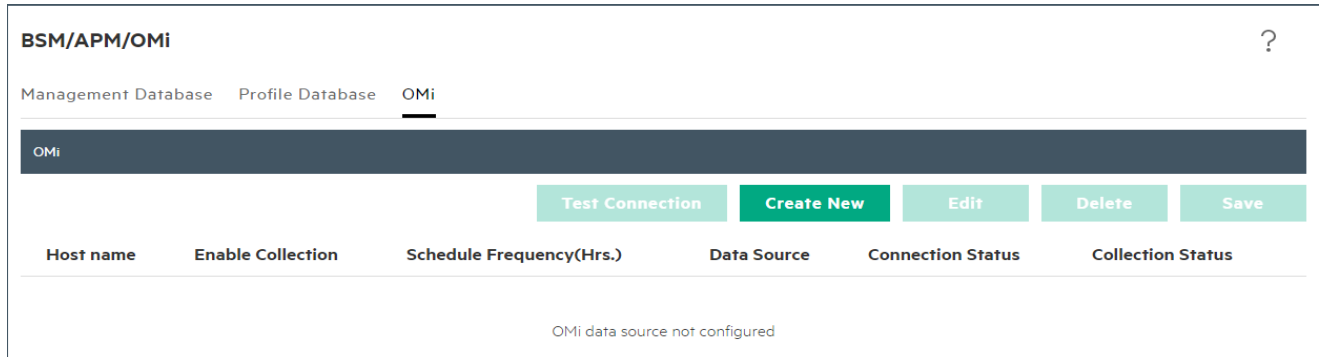 BSM/APM/OMi
?
Management Database Profile Database OMi
OMi
Test Connection Create New Edit Delete Save
Host name Enable Collection Schedule Frequency(Hrs.) Data Source Connection Status Collection Status
OMi data source not configured